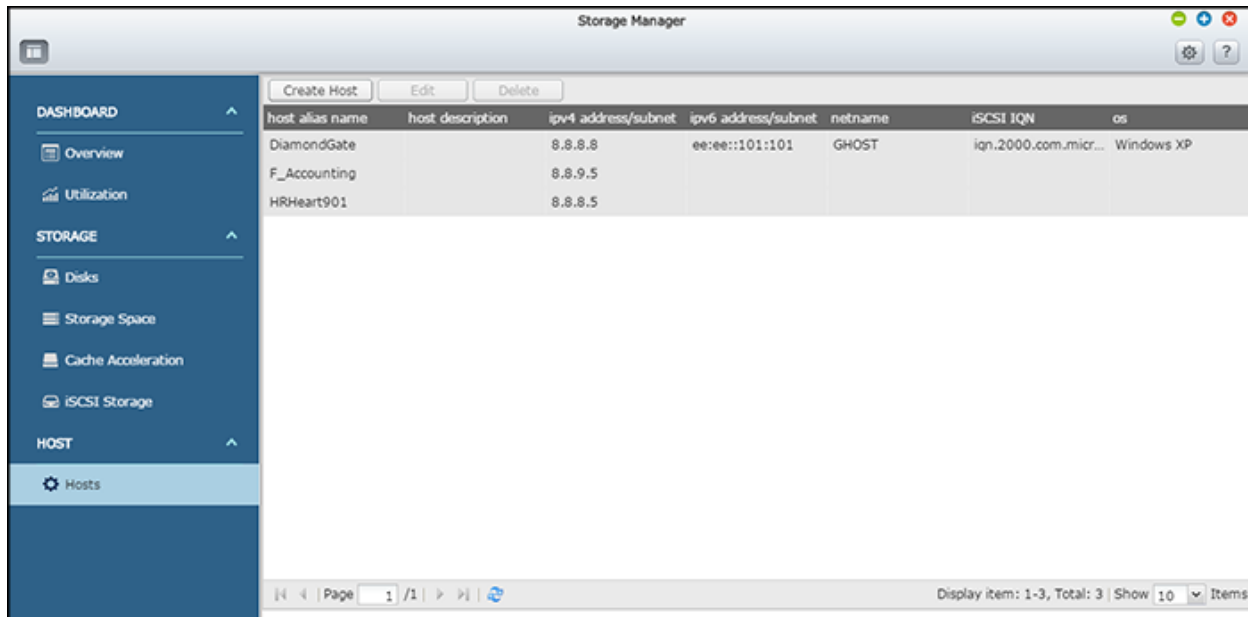 Storage Manager
?
DASHBOARD
Overview
Utilization
STORAGE
Disks
Storage Space
Cache Acceleration
iSCSI Storage
HOST
Hosts
Create Host Edit Delete
host alias name host description ipv4 address/subnet ipv6 address/subnet netname iSCSI IQN os
DiamondGate 8.8.8.8 ee:ee::101:101 GHOST iqn.2000.com.micr... Windows XP
F_Accounting 8.8.9.5
HRHeart901 8.8.8.5
Page 1 /1 Display item: 1-3, Total: 3 | Show 10 Items